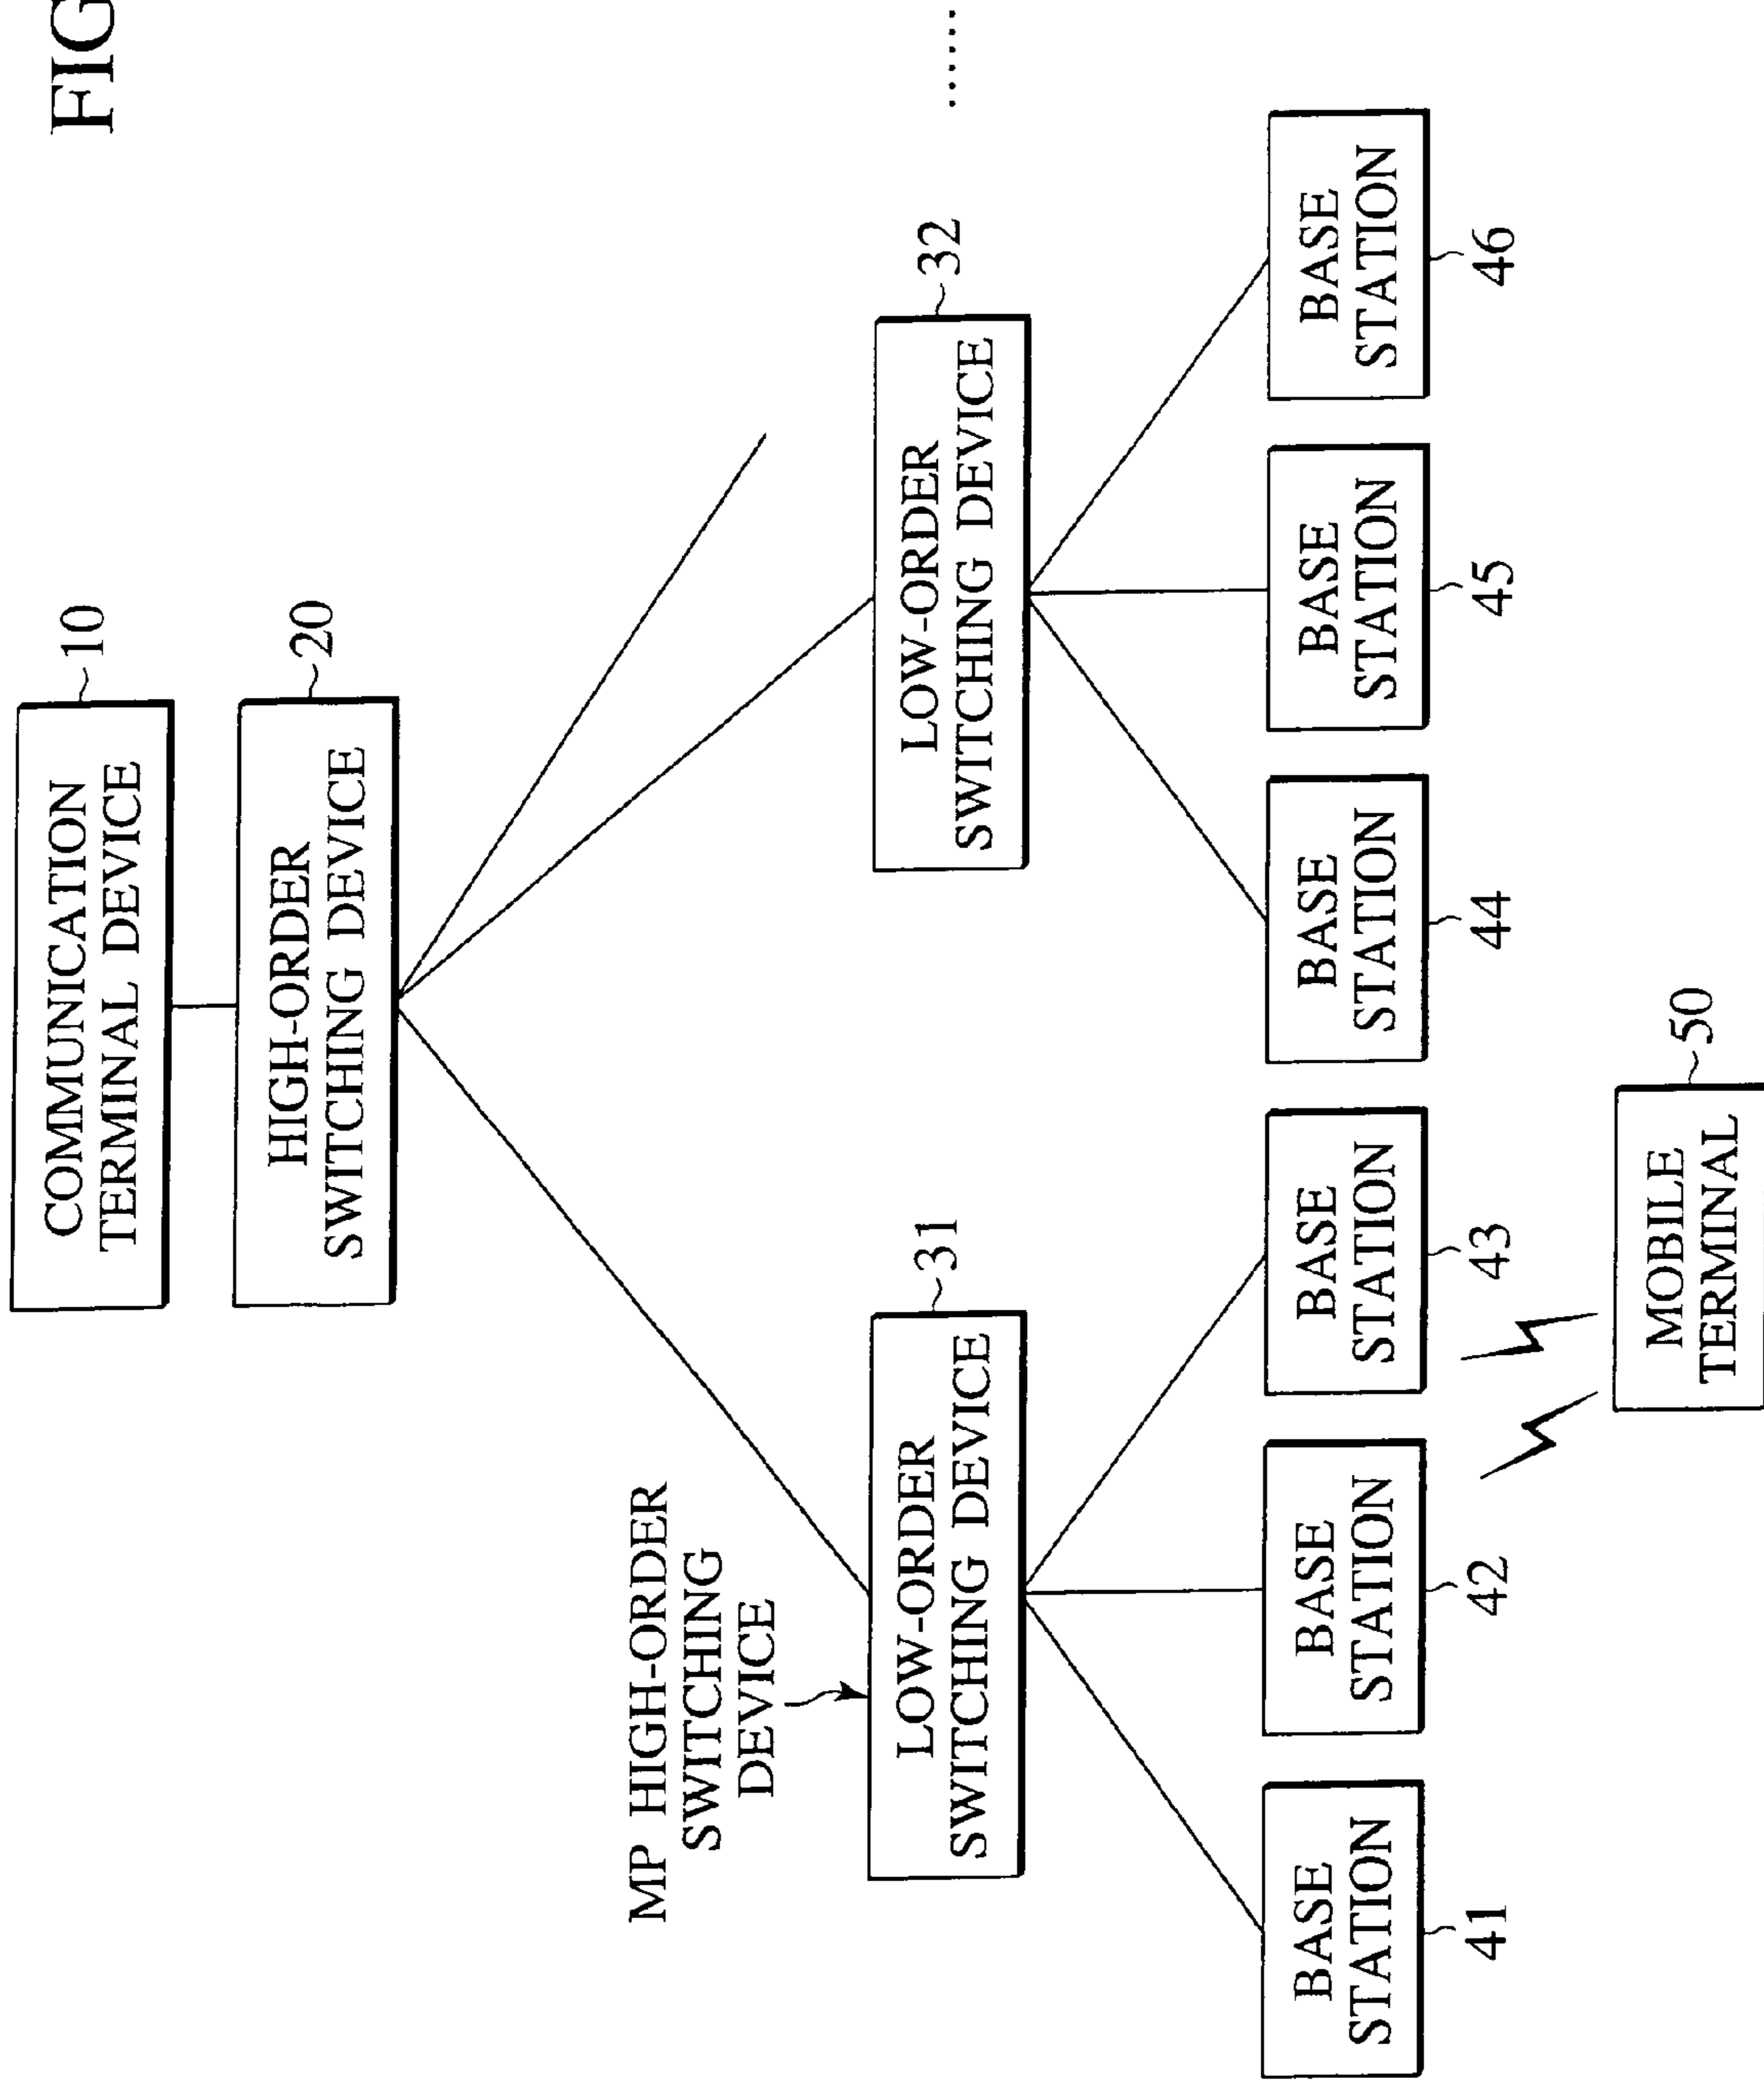 FIG
COMMUNICATION
TERMINAL DEVICE
10
HIGH-ORDER
SWITCHING DEVICE
20
MP HIGH-ORDER
SWITCHING
DEVICE
LOW-ORDER
SWITCHING DEVICE
31
LOW-ORDER
SWITCHING DEVICE
32
......
BASE
STATION
41
BASE
STATION
42
BASE
STATION
43
BASE
STATION
44
BASE
STATION
45
BASE
STATION
46
MOBILE
TERMINAL
50